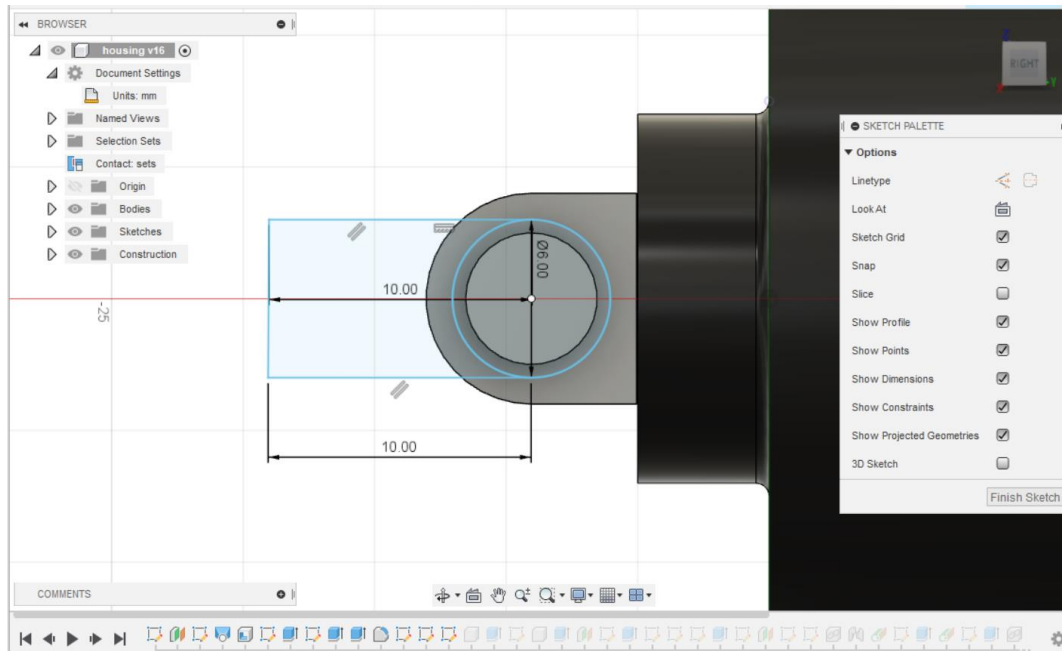 BROWSER
housing v16
Document Settings
Units: mm
Named Views
Selection Sets
Contact: sets
Origin
Bodies
Sketches
Construction
Z
RIGHT
X
Y
SKETCH PALETTE
Options
Linetype
Look At
Sketch Grid
Snap
Slice
Show Profile
Show Points
Show Dimensions
Show Constraints
Show Projected Geometries
3D Sketch
Finish Sketch
Ø6.00
10.00
-25
10.00
COMMENTS